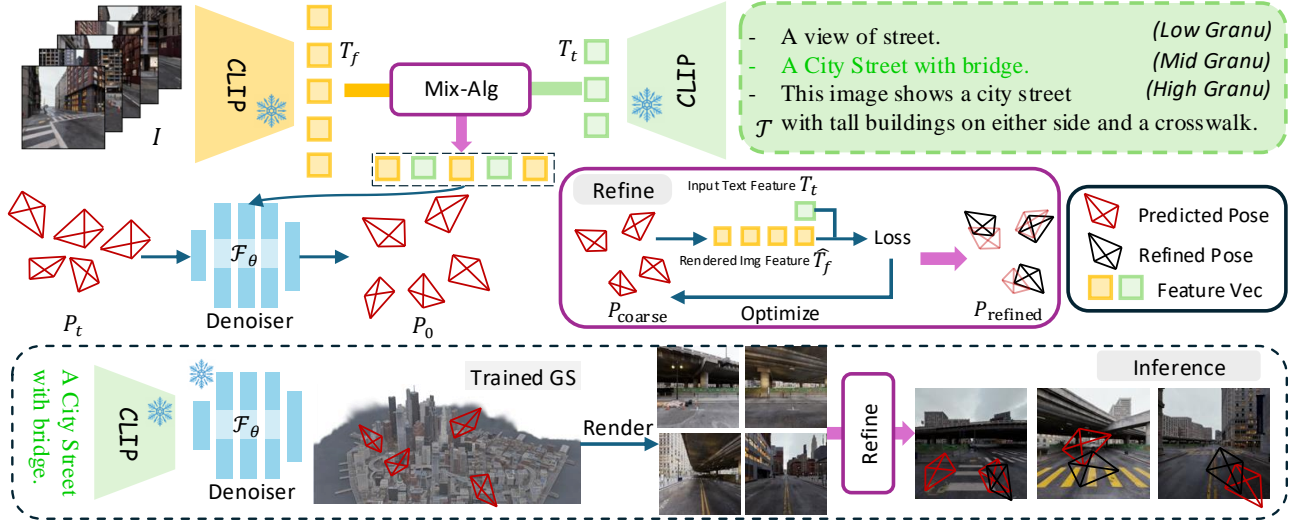 I
CLIP
T_f
Mix-Alg
T_t
CLIP
- A view of street. (Low Granu)
- A City Street with bridge. (Mid Granu)
- This image shows a city street (High Granu)
𝒯 with tall buildings on either side and a crosswalk.
P_t
ℱ_θ
Denoiser
P_0
Refine
Input Text Feature T_t
Rendered Img Feature \hat{T_f}
Loss
P_coarse
Optimize
P_refined
Predicted Pose
Refined Pose
Feature Vec
A City Street
with bridge.
CLIP
ℱ_θ
Denoiser
Trained GS
Render
Refine
Inference